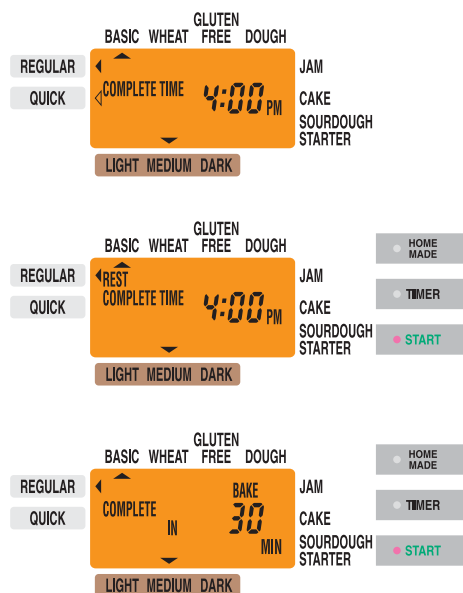 GLUTEN
BASIC WHEAT FREE DOUGH
REGULAR
JAM
QUICK
COMPLETE TIME 4:00 PM
CAKE
SOURDOUGH
STARTER
LIGHT MEDIUM DARK
GLUTEN
BASIC WHEAT FREE DOUGH
HOME
MADE
REGULAR
REST
JAM
QUICK
COMPLETE TIME 4:00 PM
CAKE
TIMER
SOURDOUGH
STARTER
START
LIGHT MEDIUM DARK
GLUTEN
BASIC WHEAT FREE DOUGH
HOME
MADE
REGULAR
BAKE
JAM
QUICK
COMPLETE
IN
30
MIN
CAKE
TIMER
SOURDOUGH
STARTER
START
LIGHT MEDIUM DARK